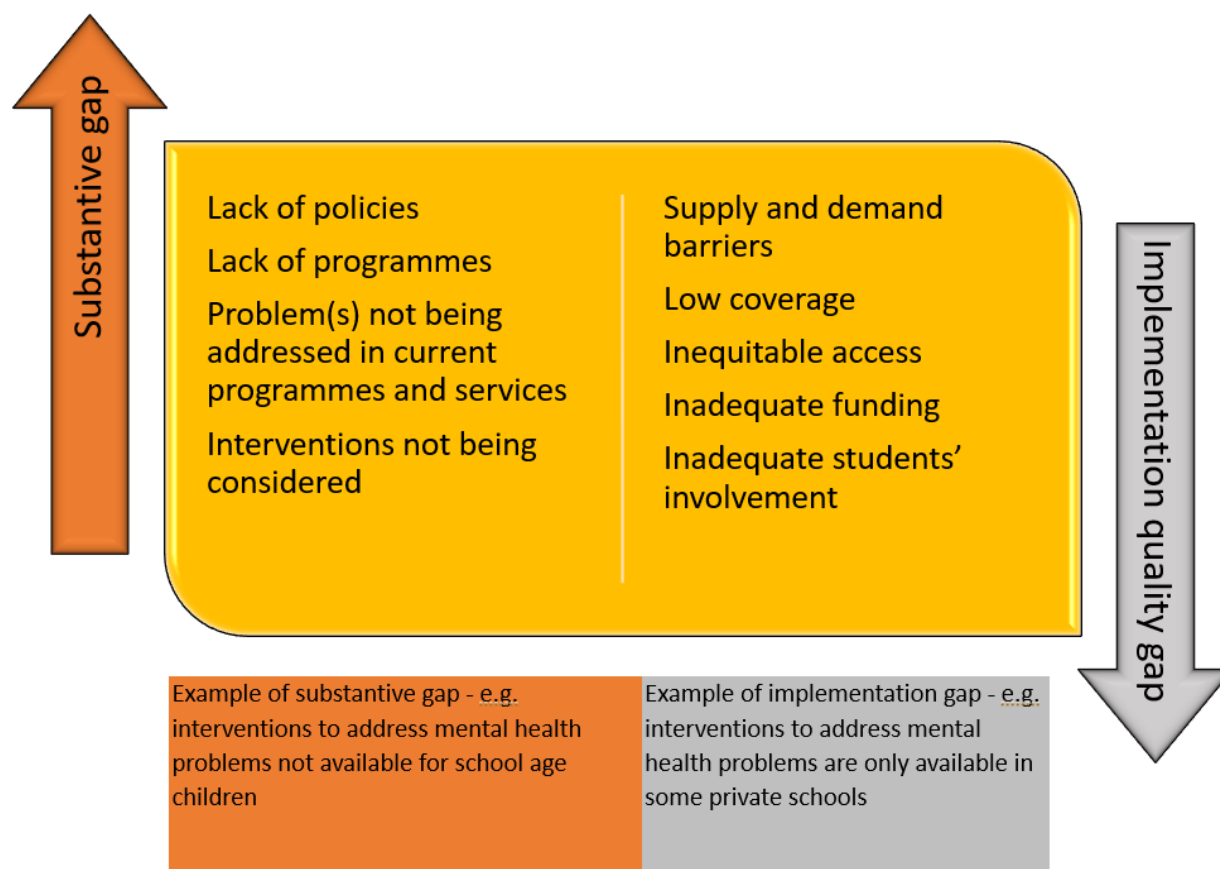 Substantive gap
Lack of policies
Lack of programmes
Problem(s) not being
addressed in current
programmes and services
Interventions not being
considered
Supply and demand
barriers
Low coverage
Inequitable access
Inadequate funding
Inadequate students’
involvement
Implementation quality gap
Example of substantive gap - e.g.
interventions to address mental health
problems not available for school age
children
Example of implementation gap - e.g.
interventions to address mental
health problems are only available in
some private schools